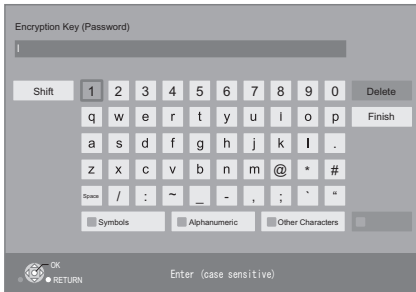 Encryption Key (Password)
Shift 1 2 3 4 5 6 7 8 9 0 Delete
q w e r t y u i o p Finish
a s d f g h j k l .
z x c v b n m @ * #
Space / : ~ _ - , ; ` “
Symbols Alphanumeric Other Characters
OK
RETURN
Enter (case sensitive)